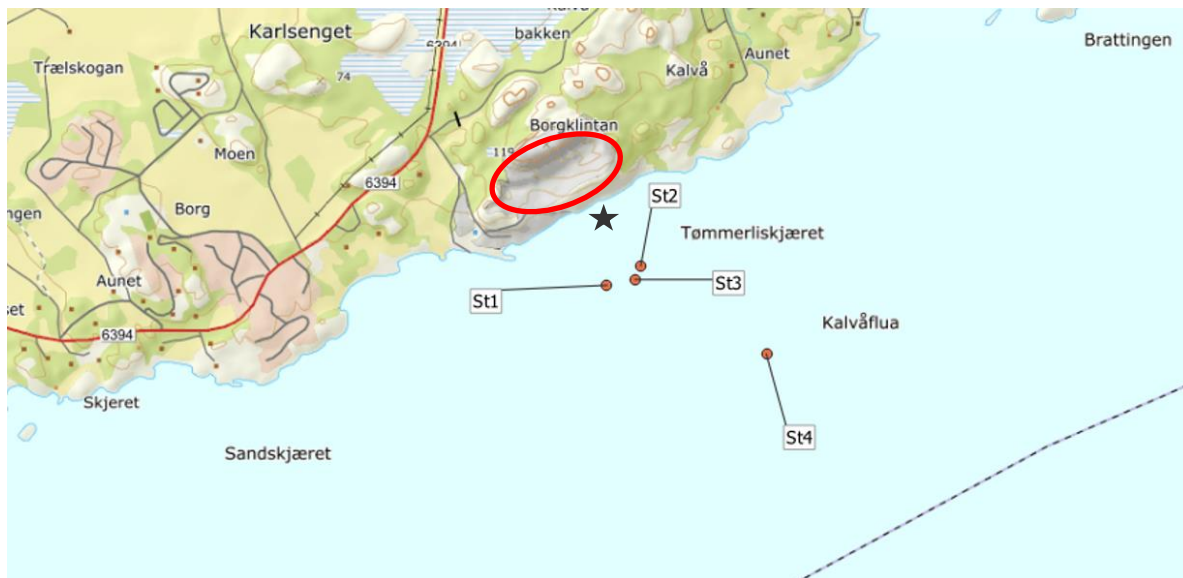 Karlsenget
6394
bakken
Brattingen
Trælskogan
74
Kalvå
Aunet
Borgklintan
Moen
119
6394
Borg
St2
ngen
Tømmerliskjæret
Aunet
St1
St3
set
6394
Kalvåflua
Skjeret
St4
Sandskjæret